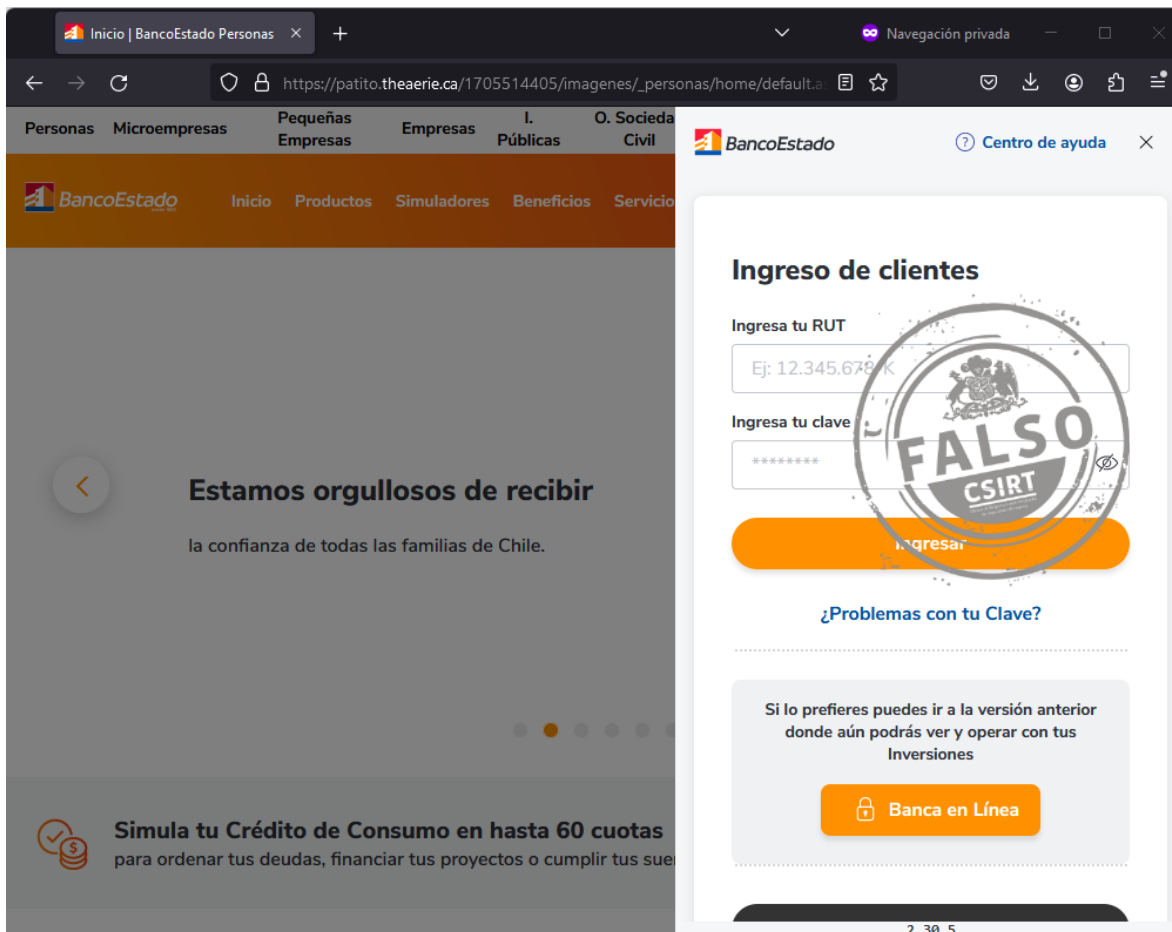 Inicio | BancoEstado Personas
Navegación privada
https://patito.theaerie.ca/1705514405/imagenes/_personas/home/default.a
Personas Microempresas Pequeñas Empresas Empresas I. Públicas O. Socieda Civil
BancoEstado Inicio Productos Simuladores Beneficios Servicio
Estamos orgullosos de recibir
la confianza de todas las familias de Chile.
Simula tu Crédito de Consumo en hasta 60 cuotas
para ordenar tus deudas, financiar tus proyectos o cumplir tus sue
BancoEstado
Centro de ayuda
Ingreso de clientes
Ingresa tu RUT
Ej: 12.345.678-K
Ingresa tu clave
********
FALSO
CSIRT
Ingresar
¿Problemas con tu Clave?
Si lo prefieres puedes ir a la versión anterior
donde aún podrás ver y operar con tus
Inversiones
Banca en Línea
2.30.5